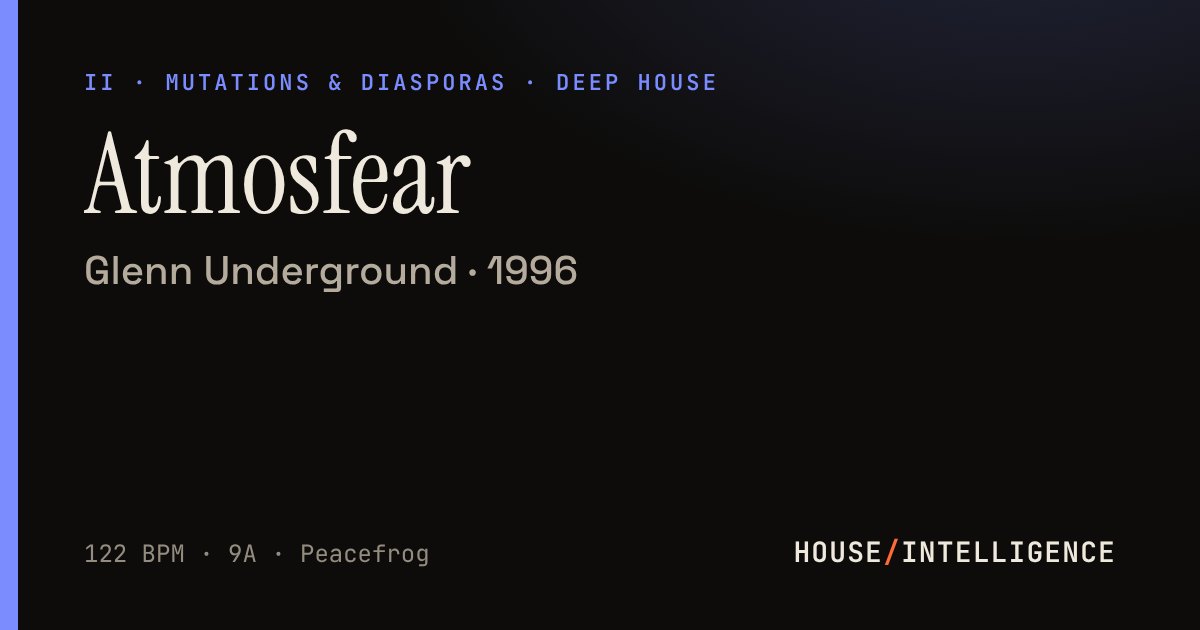 II · MUTATIONS & DIASPORAS · DEEP HOUSE
Atmosfear
Glenn Underground · 1996
122 BPM · 9A · Peacefrog
HOUSE/INTELLIGENCE